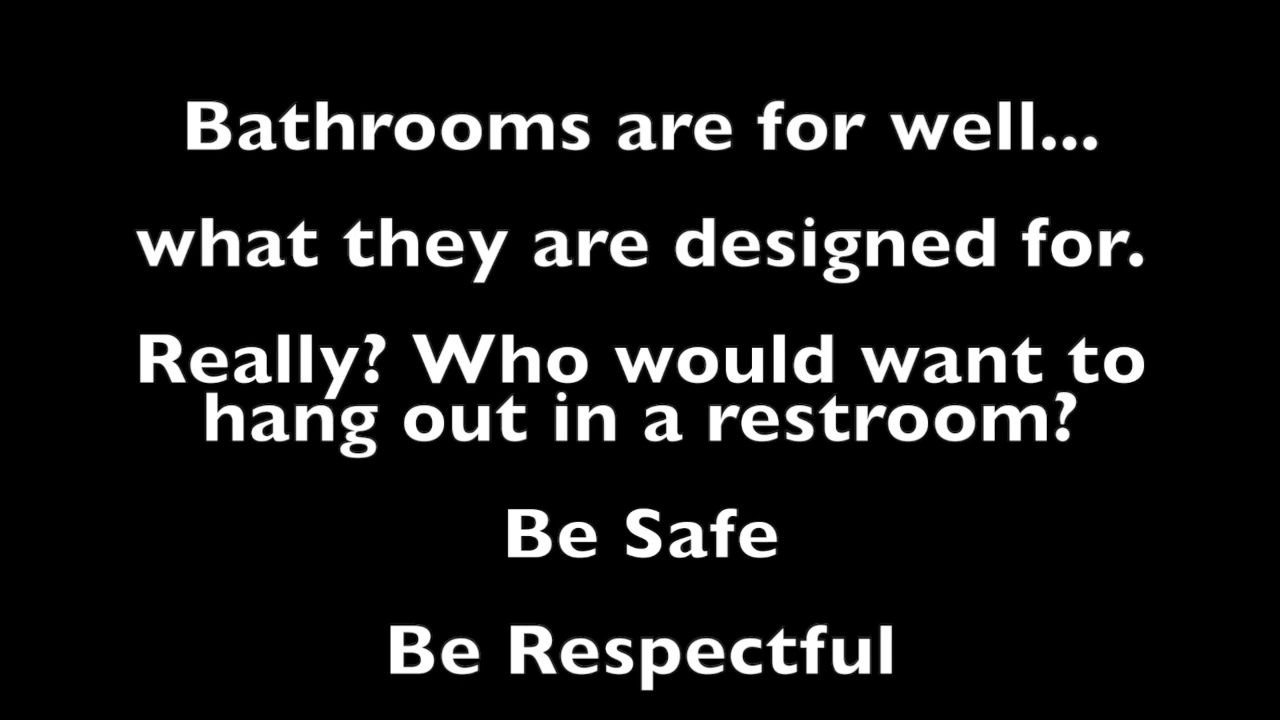 Bathrooms are for well...
what they are designed for.
Really? Who would want to
hang out in a restroom?
Be Safe
Be Respectful